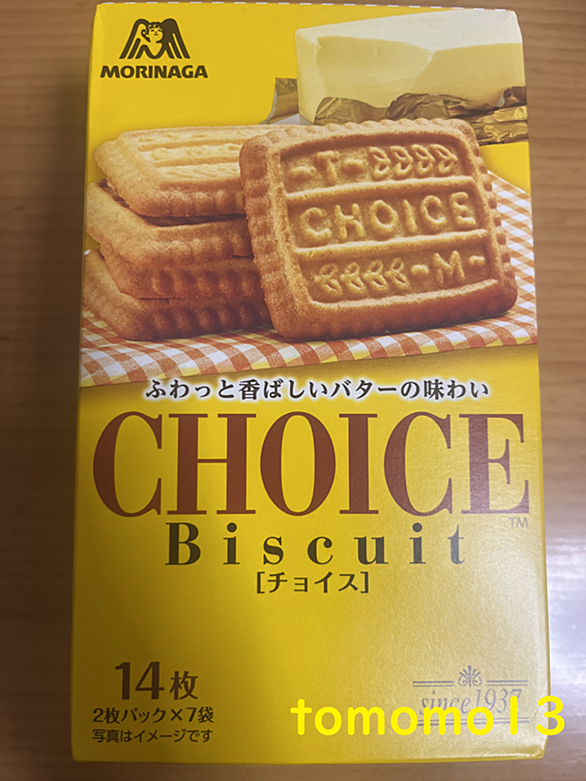 MORINAGA
-T-
CHOICE
-M-
ふわっと香ばしいバターの味わい
CHOICE
TM
Biscuit
[チョイス]
14枚
2枚パック×7袋
写真はイメージです
since 1937
tomomo13